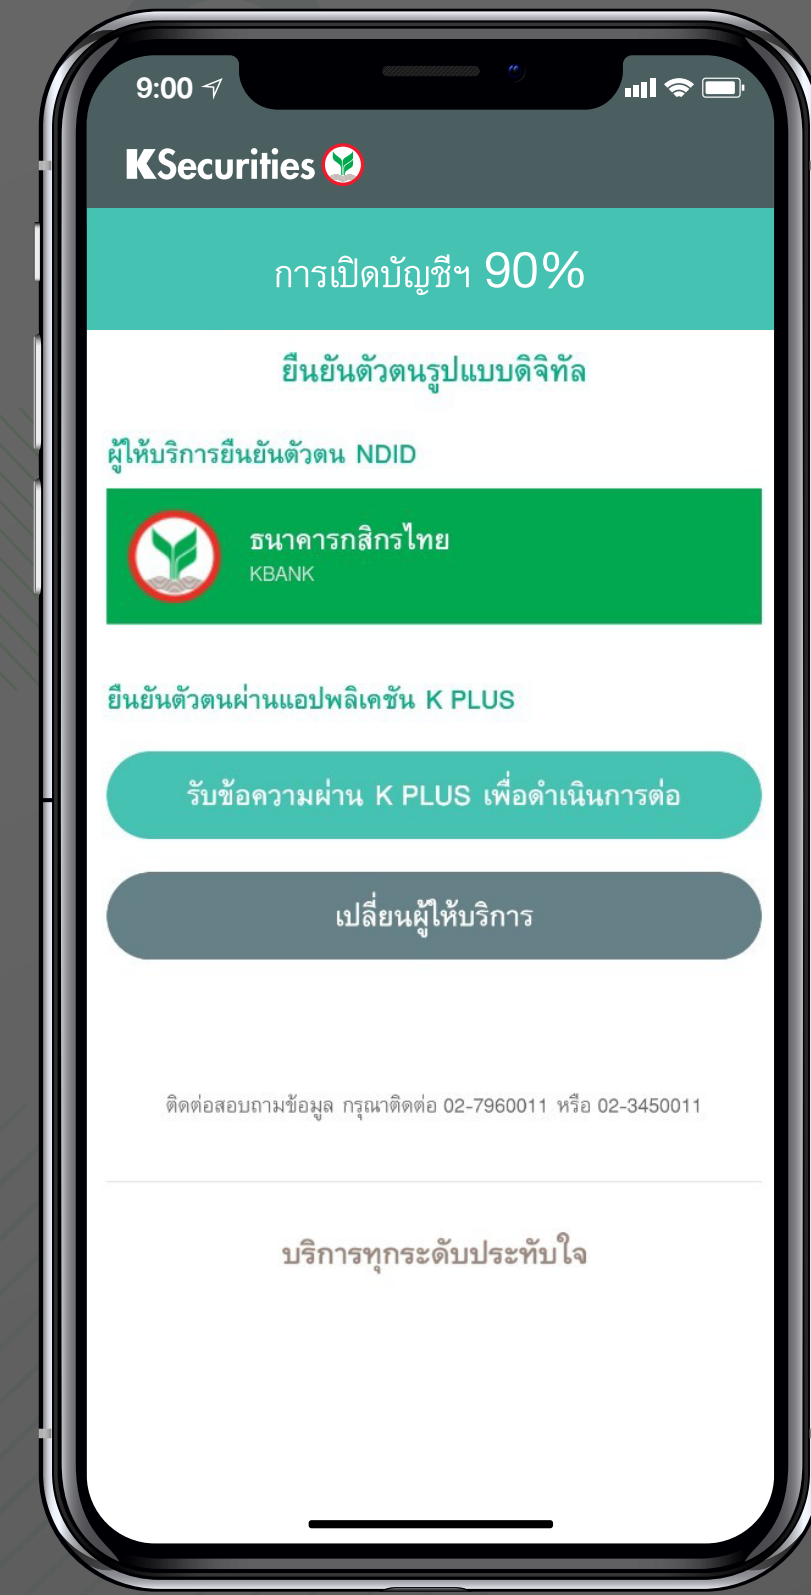 9:00
KSecurities
การเปิดบัญชีฯ 90%
ยืนยันตัวตนรูปแบบดิจิทัล
ผู้ให้บริการยืนยันตัวตน NDID
ธนาคารกสิกรไทย
KBANK
ยืนยันตัวตนผ่านแอปพลิเคชัน K PLUS
รับข้อความผ่าน K PLUS เพื่อดำเนินการต่อ
เปลี่ยนผู้ให้บริการ
ติดต่อสอบถามข้อมูล กรุณาติดต่อ 02-7960011 หรือ 02-3450011
บริการทุกระดับประทับใจ